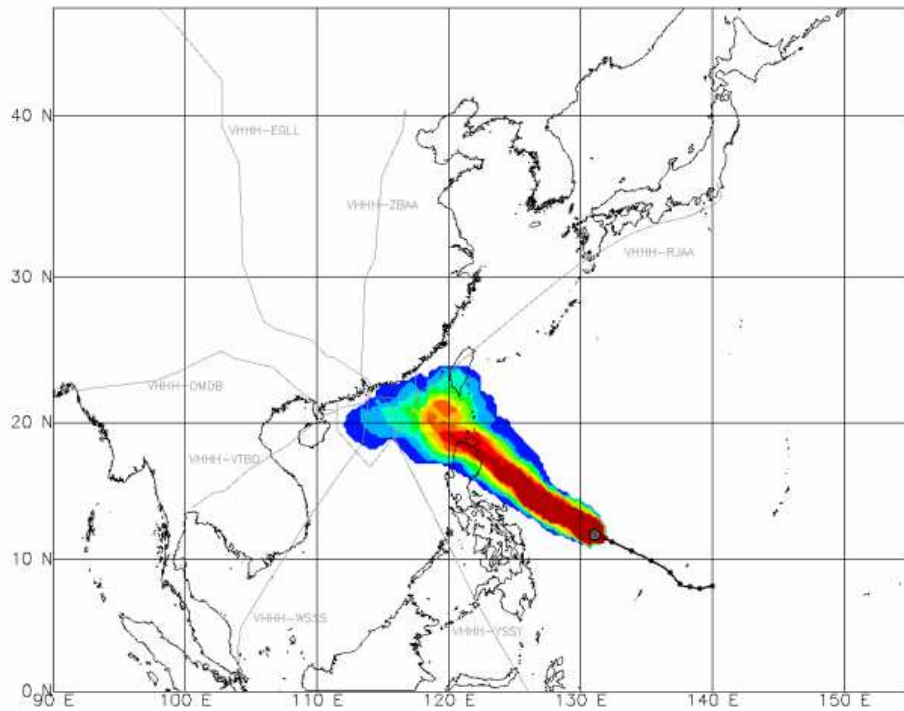 40 N
VHHH-EGLL
VHHH-ZBAA
VHHH-RJAA
30 N
VHHH-OMDB
20 N
VHHH-VTBD
10 N
VHHH-WSSS
VHHH-YSSY
0 N
90 E
100 E
110 E
120 E
130 E
140 E
150 E